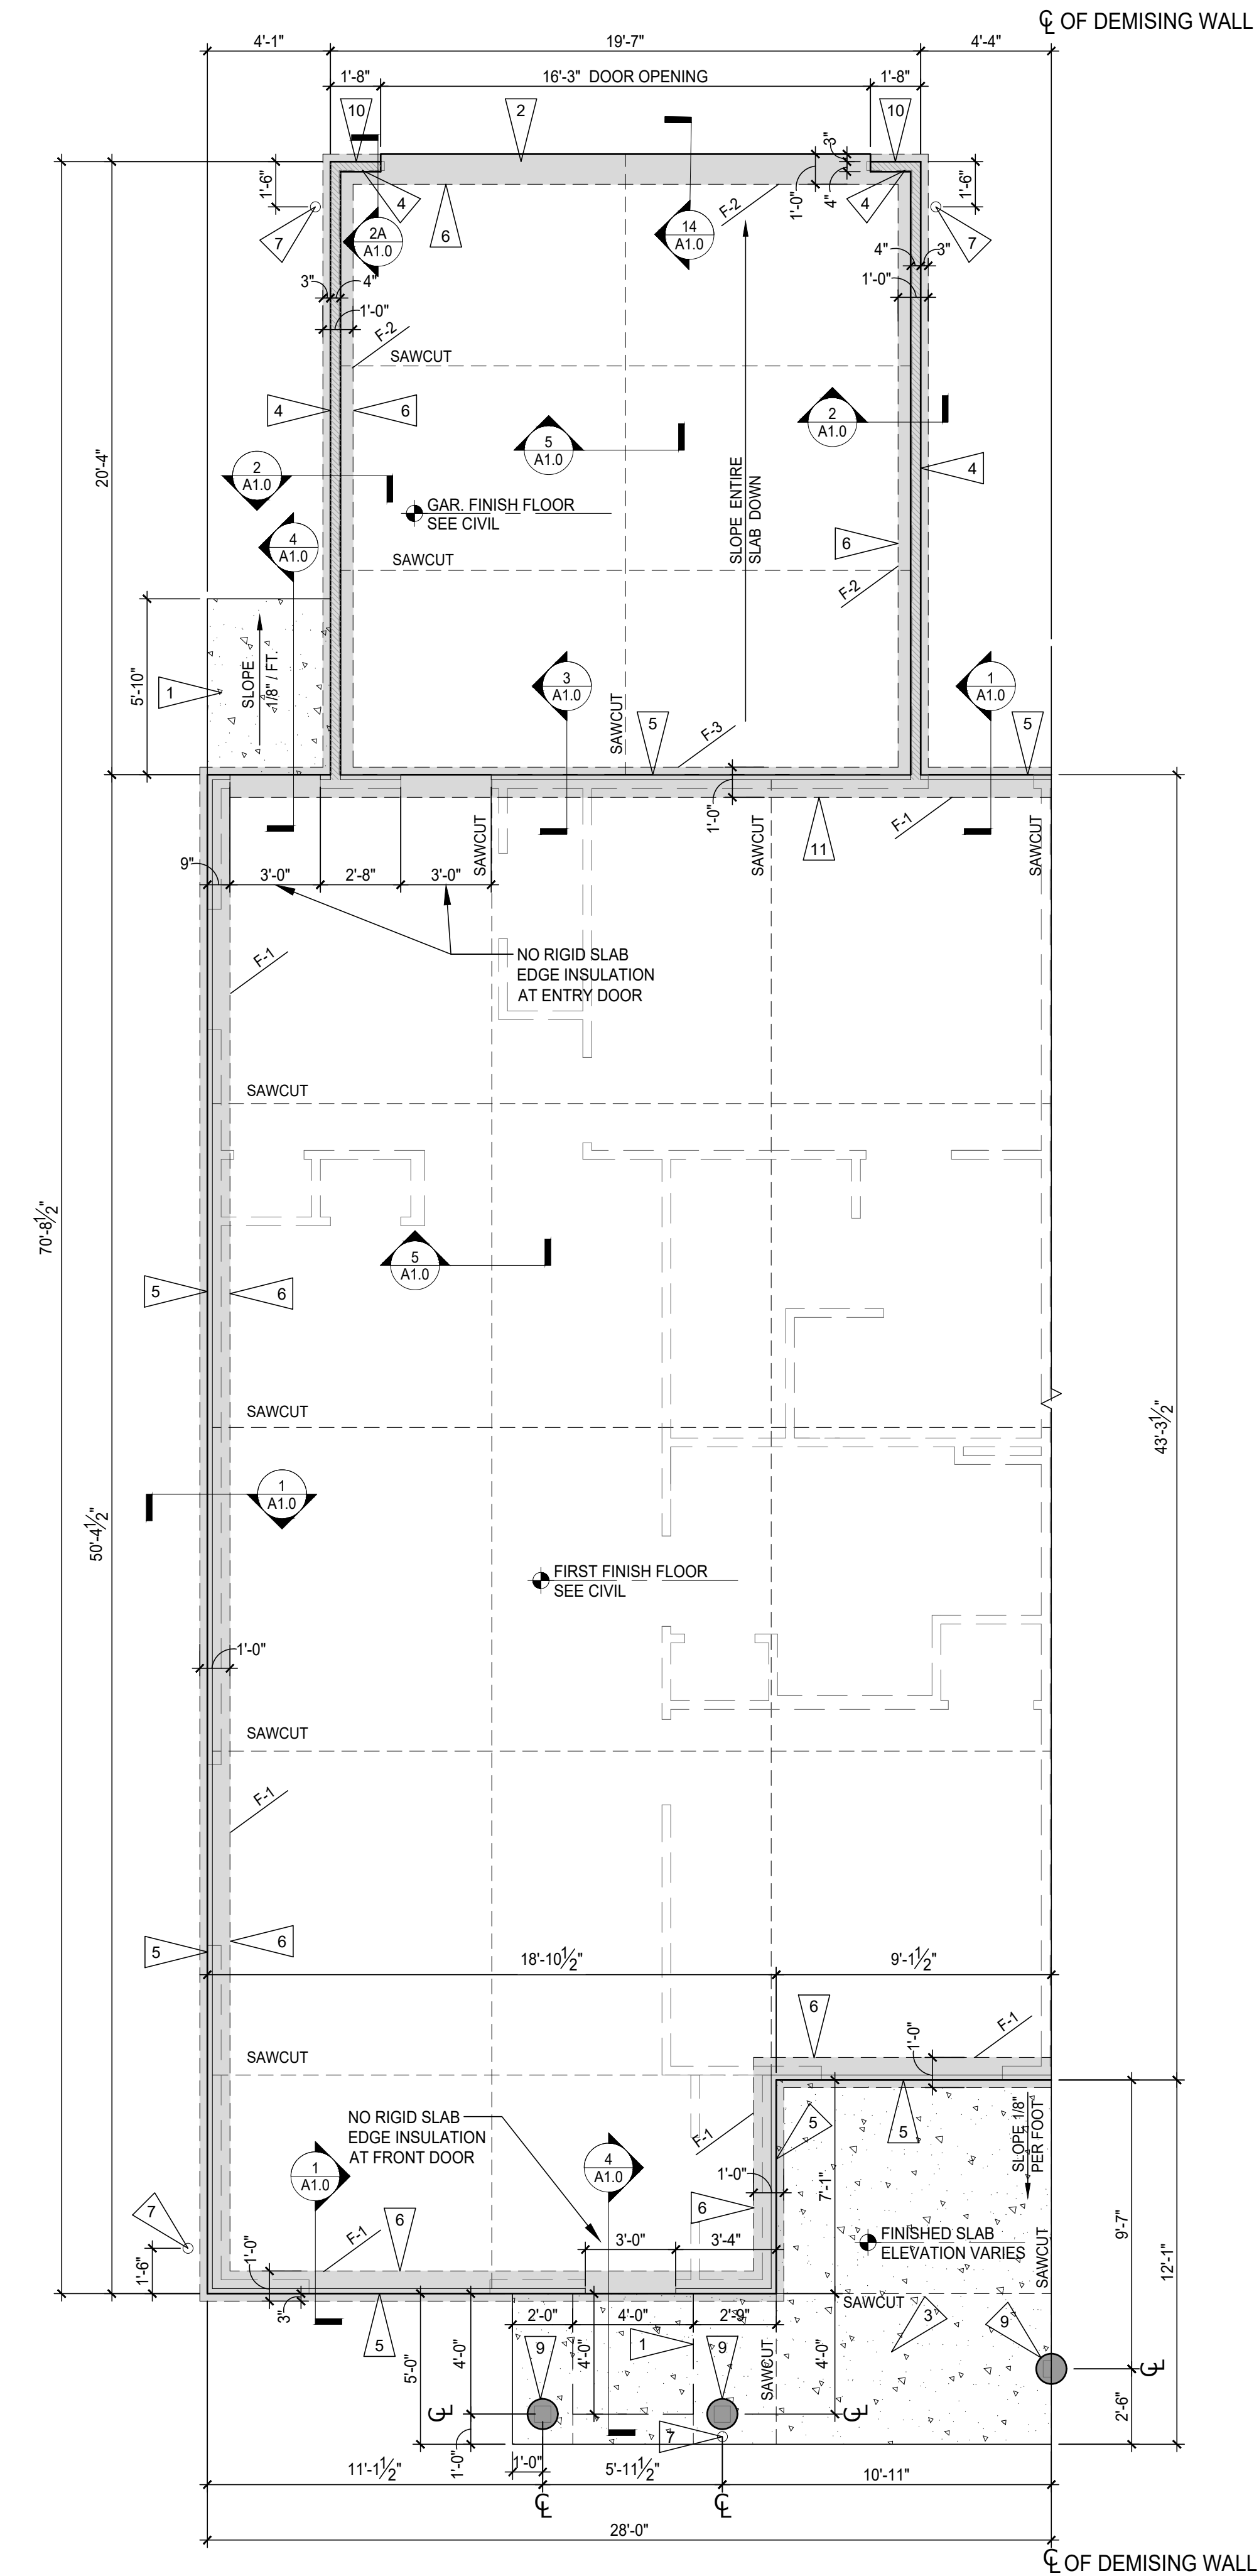 ℄ OF DEMISING WALL
4'-1"
19'-7"
4'-4"
1'-8"
16'-3" DOOR OPENING
1'-8"
10
2
10
3"
1'-6"
1'-0"
4"
1'-6"
4
6
F-2
4
7
7
2A
A1.0
14
A1.0
4"
3"
3"
4"
1'-0"
1'-0"
F-2
SAWCUT
4
6
2
A1.0
5
A1.0
4
2
A1.0
20'-4"
SLOPE ENTIRE
SLAB DOWN
GAR. FINISH FLOOR
SEE CIVIL
4
A1.0
6
SAWCUT
F-2
5'-10"
1
SLOPE
1/8" / FT.
3
A1.0
1
A1.0
SAWCUT
5
F-3
5
1'-0"
F-1
11
SAWCUT
SAWCUT
SAWCUT
9"
3'-0"
2'-8"
3'-0"
NO RIGID SLAB
EDGE INSULATION
AT ENTRY DOOR
F-1
SAWCUT
70'-8½"
5
A1.0
5
6
SAWCUT
43'-3½"
1
A1.0
50'-4½"
FIRST FINISH FLOOR
SEE CIVIL
1'-0"
SAWCUT
F-1
5
6
18'-10½"
9'-1½"
6
F-1
1'-0"
SAWCUT
NO RIGID SLAB
EDGE INSULATION
AT FRONT DOOR
5
5
SLOPE 1/8"
PER FOOT
F-1
1
A1.0
4
A1.0
1'-0"
7'-1"
7
6
6
9'-7"
12'-1"
F-1
3'-0"
3'-4"
FINISHED SLAB
ELEVATION VARIES
SAWCUT
1'-6"
1'-0"
3"
SAWCUT
5
2'-0"
4'-0"
2'-9"
3
9
5'-0"
4'-0"
9
4'-0"
1
9
SAWCUT
4'-0"
℄
2'-6"
℄
℄
7
1'-0"
1'-0"
11'-1½"
5'-11½"
10'-11"
℄
℄
28'-0"
℄ OF DEMISING WALL